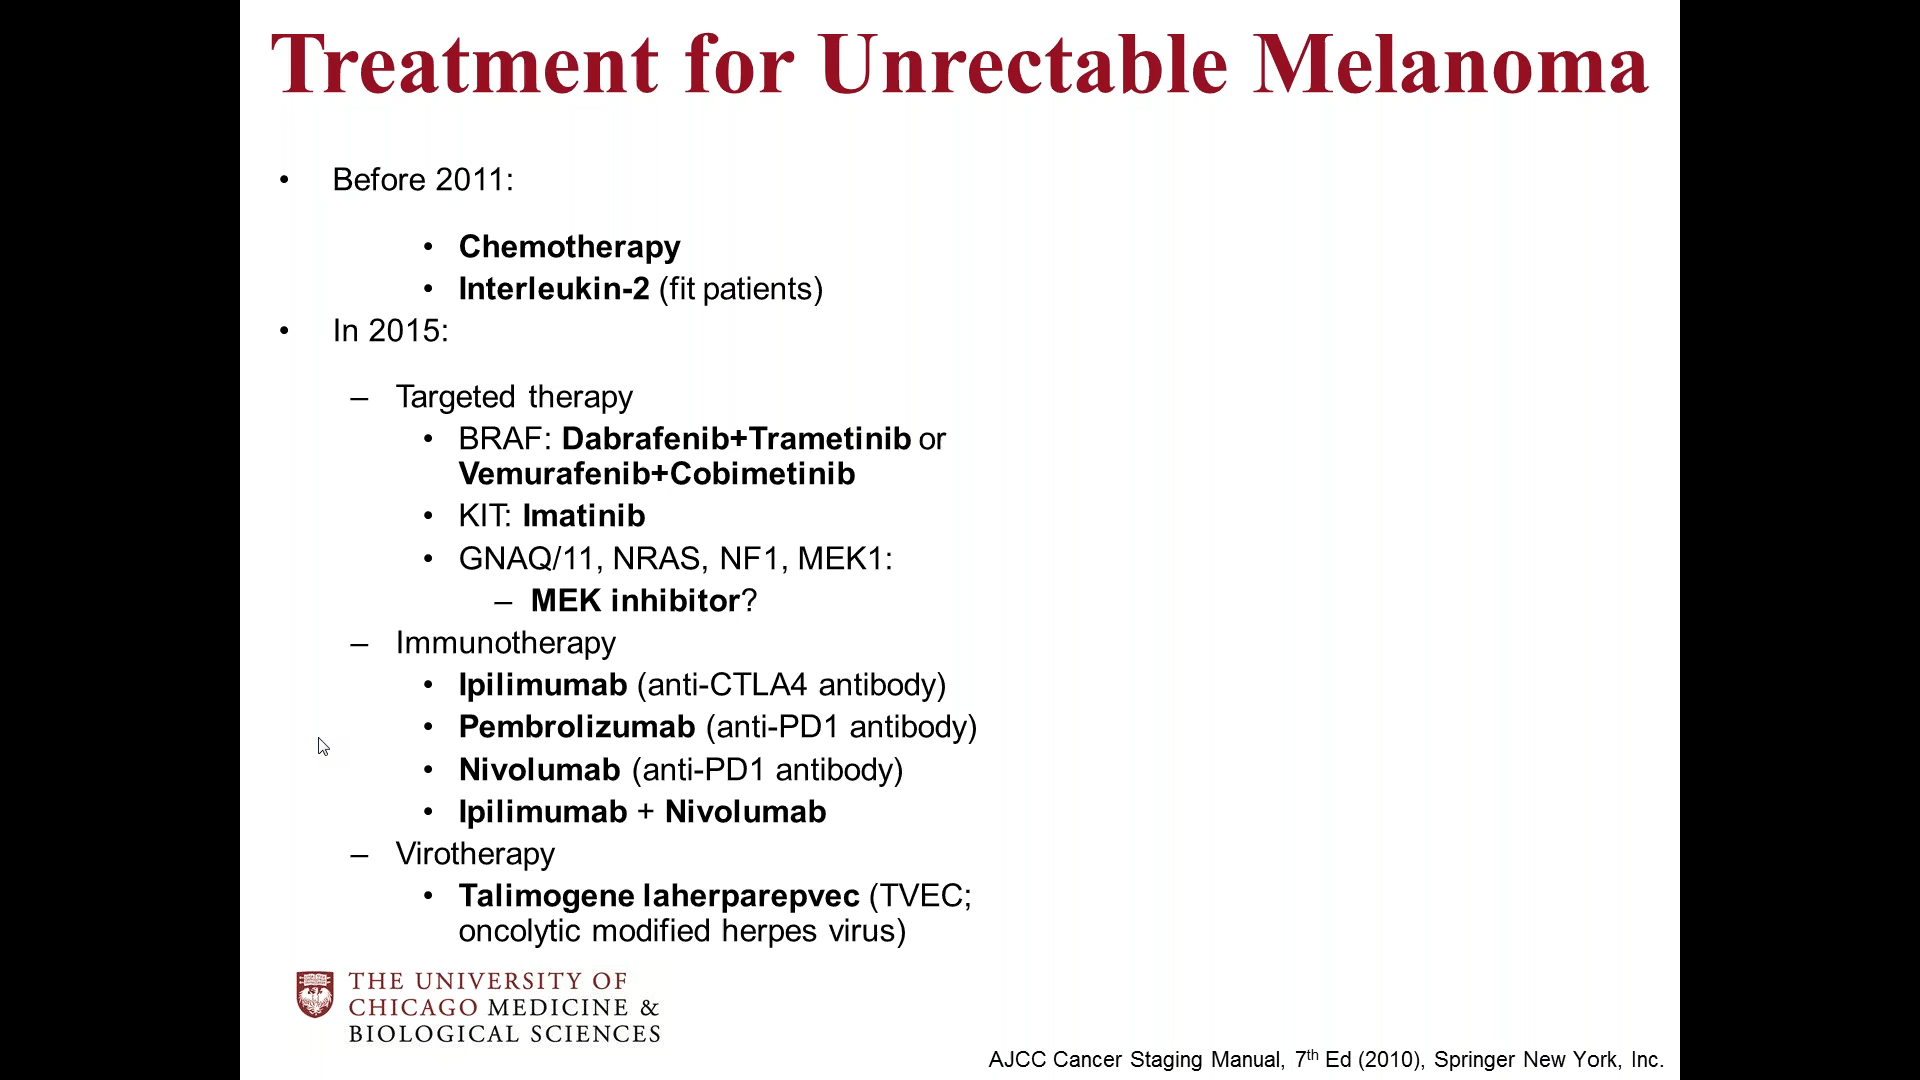 Treatment for Unrectable Melanoma
• Before 2011:
• Chemotherapy
• Interleukin-2 (fit patients)
• In 2015:
– Targeted therapy
• BRAF: Dabrafenib+Trametinib or
Vemurafenib+Cobimetinib
• KIT: Imatinib
• GNAQ/11, NRAS, NF1, MEK1:
– MEK inhibitor?
– Immunotherapy
• Ipilimumab (anti-CTLA4 antibody)
• Pembrolizumab (anti-PD1 antibody)
• Nivolumab (anti-PD1 antibody)
• Ipilimumab + Nivolumab
– Virotherapy
• Talimogene laherparepvec (TVEC;
oncolytic modified herpes virus)
THE UNIVERSITY OF
CHICAGO MEDICINE &
BIOLOGICAL SCIENCES
AJCC Cancer Staging Manual, 7th Ed (2010), Springer New York, Inc.